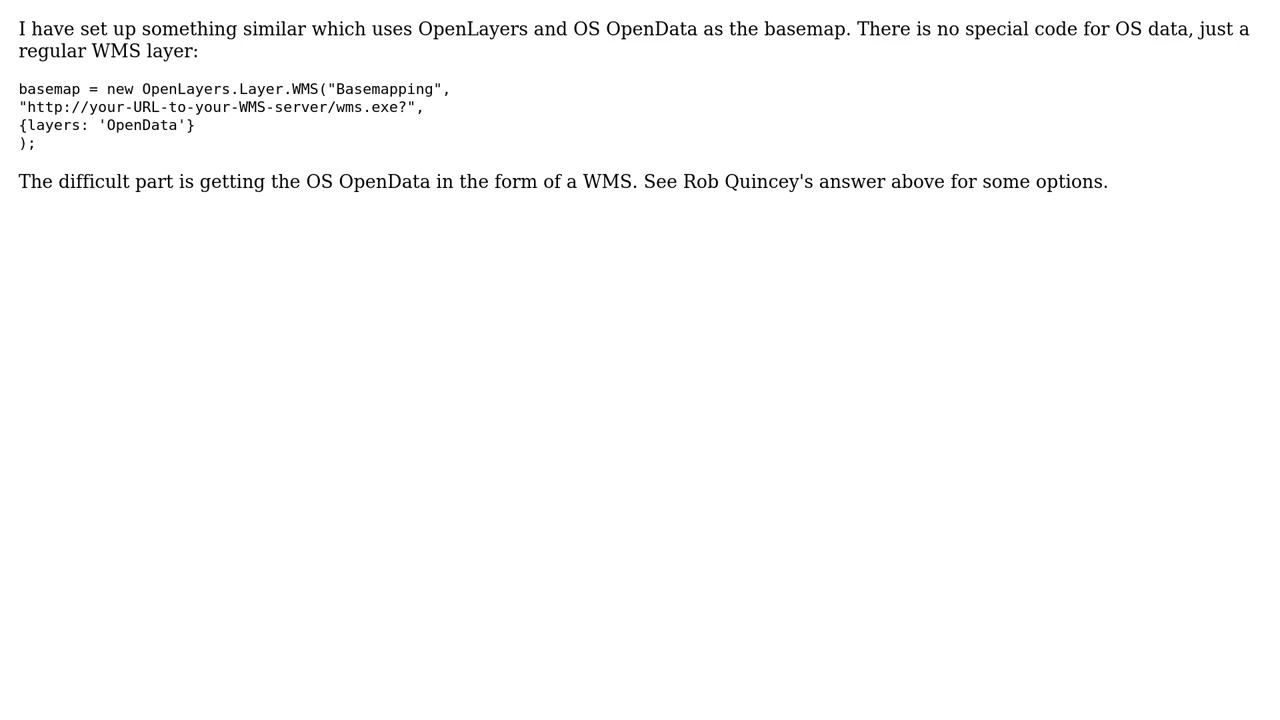 I have set up something similar which uses OpenLayers and OS OpenData as the basemap. There is no special code for OS data, just a
regular WMS layer:
basemap = new OpenLayers.Layer.WMS("Basemapping",
"http://your-URL-to-your-WMS-server/wms.exe?",
{layers: 'OpenData'}
);
The difficult part is getting the OS OpenData in the form of a WMS. See Rob Quincey's answer above for some options.